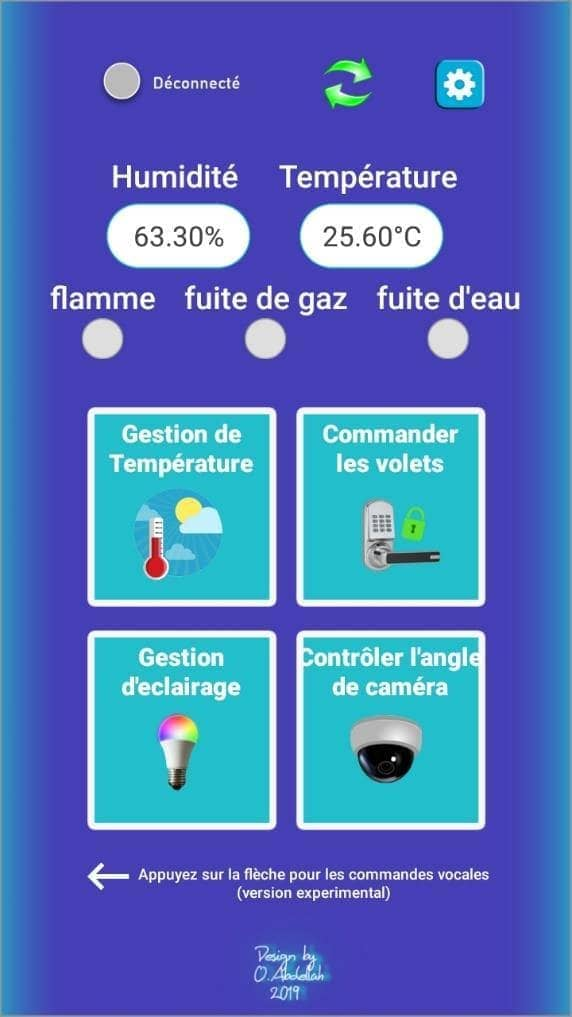 Déconnecté
Humidité Température
63.30% 25.60°C
flamme fuite de gaz fuite d'eau
Gestion de
Température
Commander
les volets
Gestion
d'eclairage
Contrôler l'angle
de caméra
Appuyez sur la flèche pour les commandes vocales
(version experimental)
Design by
O.Abdellah
2019